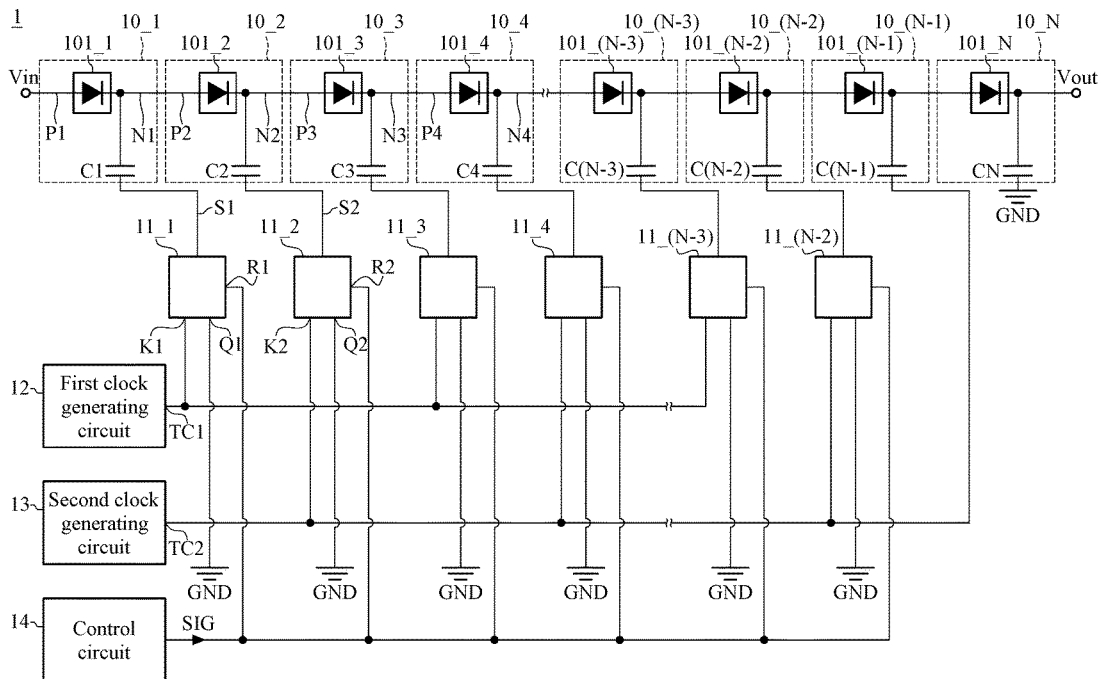 1
10_1 10_2 10_3 10_4 10_(N-3) 10_(N-2) 10_(N-1) 10_N
101_1 101_2 101_3 101_4 101_(N-3) 101_(N-2) 101_(N-1) 101_N
Vin Vout
P1 N1 P2 N2 P3 N3 P4 N4
C1 C2 C3 C4 C(N-3) C(N-2) C(N-1) CN
GND
S1 S2
11_1 11_2 11_3 11_4 11_(N-3) 11_(N-2)
R1 R2
K1 Q1 K2 Q2
12
First clock
generating
circuit
TC1
13
Second clock
generating
circuit
TC2
GND GND GND GND GND GND
14
Control
circuit
SIG